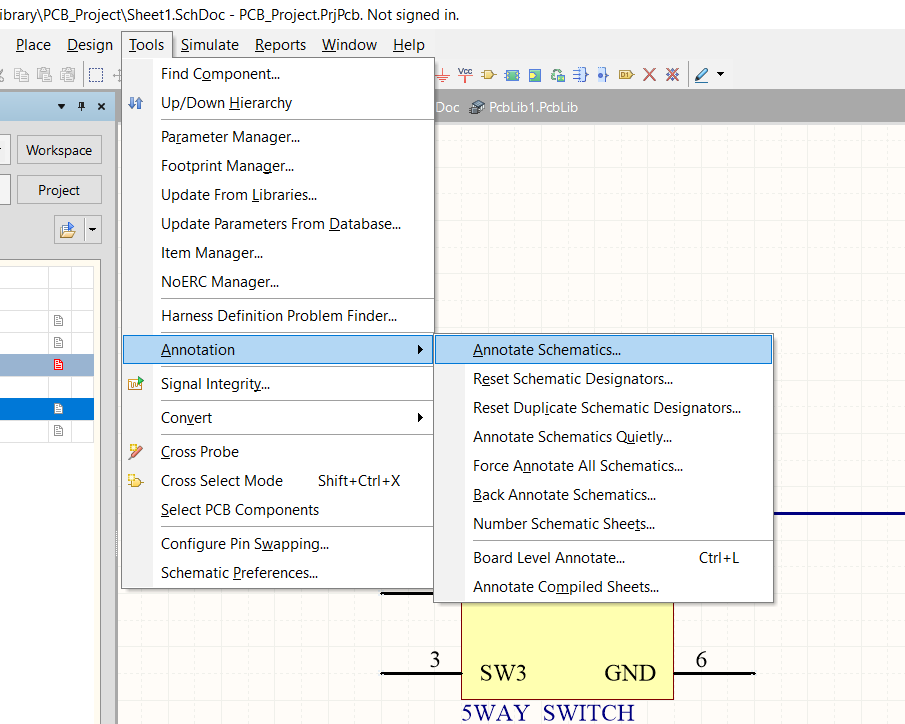 ibrary\PCB_Project\Sheet1.SchDoc - PCB_Project.PrjPcb. Not signed in.
Place Design Tools Simulate Reports Window Help
Vcc
Doc PcbLib1.PcbLib
Workspace
Project
Find Component...
Up/Down Hierarchy
Parameter Manager...
Footprint Manager...
Update From Libraries...
Update Parameters From Database...
Item Manager...
NoERC Manager...
Harness Definition Problem Finder...
Annotation
Signal Integrity...
Convert
Cross Probe
Cross Select Mode Shift+Ctrl+X
Select PCB Components
Configure Pin Swapping...
Schematic Preferences...
Annotate Schematics...
Reset Schematic Designators...
Reset Duplicate Schematic Designators...
Annotate Schematics Quietly...
Force Annotate All Schematics...
Back Annotate Schematics...
Number Schematic Sheets...
Board Level Annotate... Ctrl+L
Annotate Compiled Sheets...
3 SW3 GND 6
5WAY SWITCH